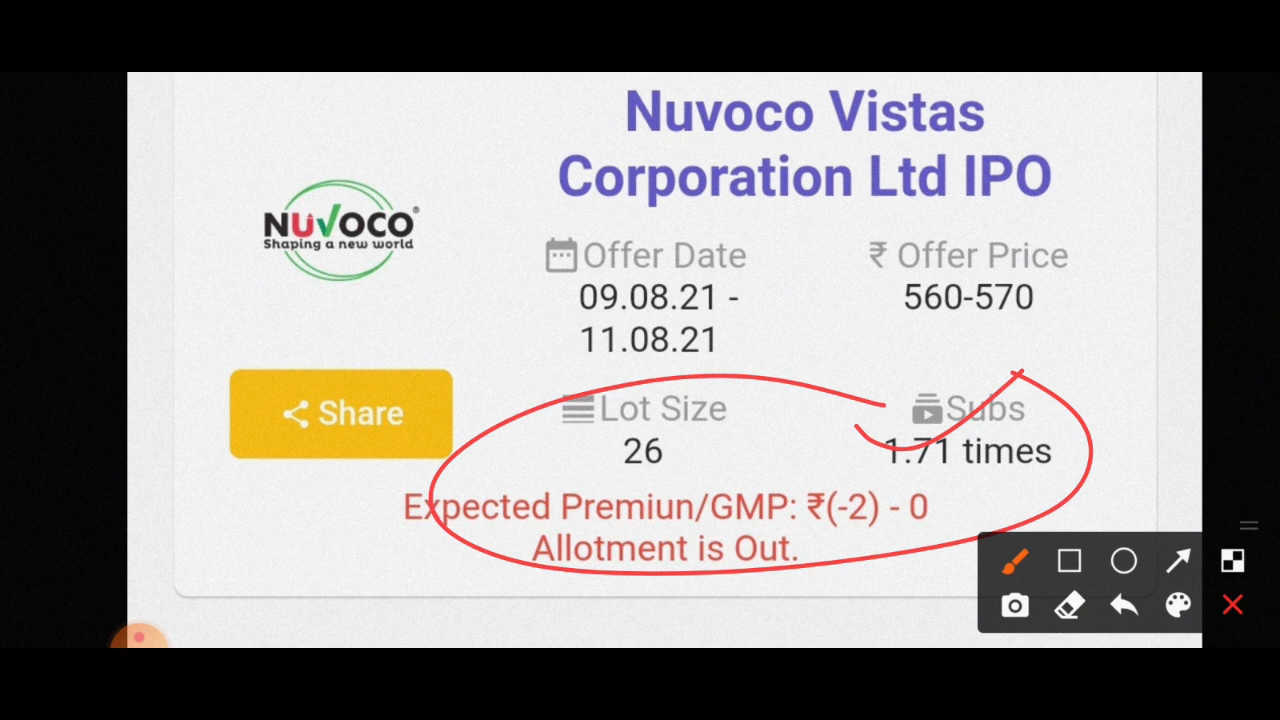 Nuvoco Vistas
Corporation Ltd IPO
NUVOCO®
Shaping a new world
Offer Date
09.08.21 -
11.08.21
₹ Offer Price
560-570
Share
Lot Size
26
Subs
1.71 times
Expected Premiun/GMP: ₹(-2) - 0
Allotment is Out.